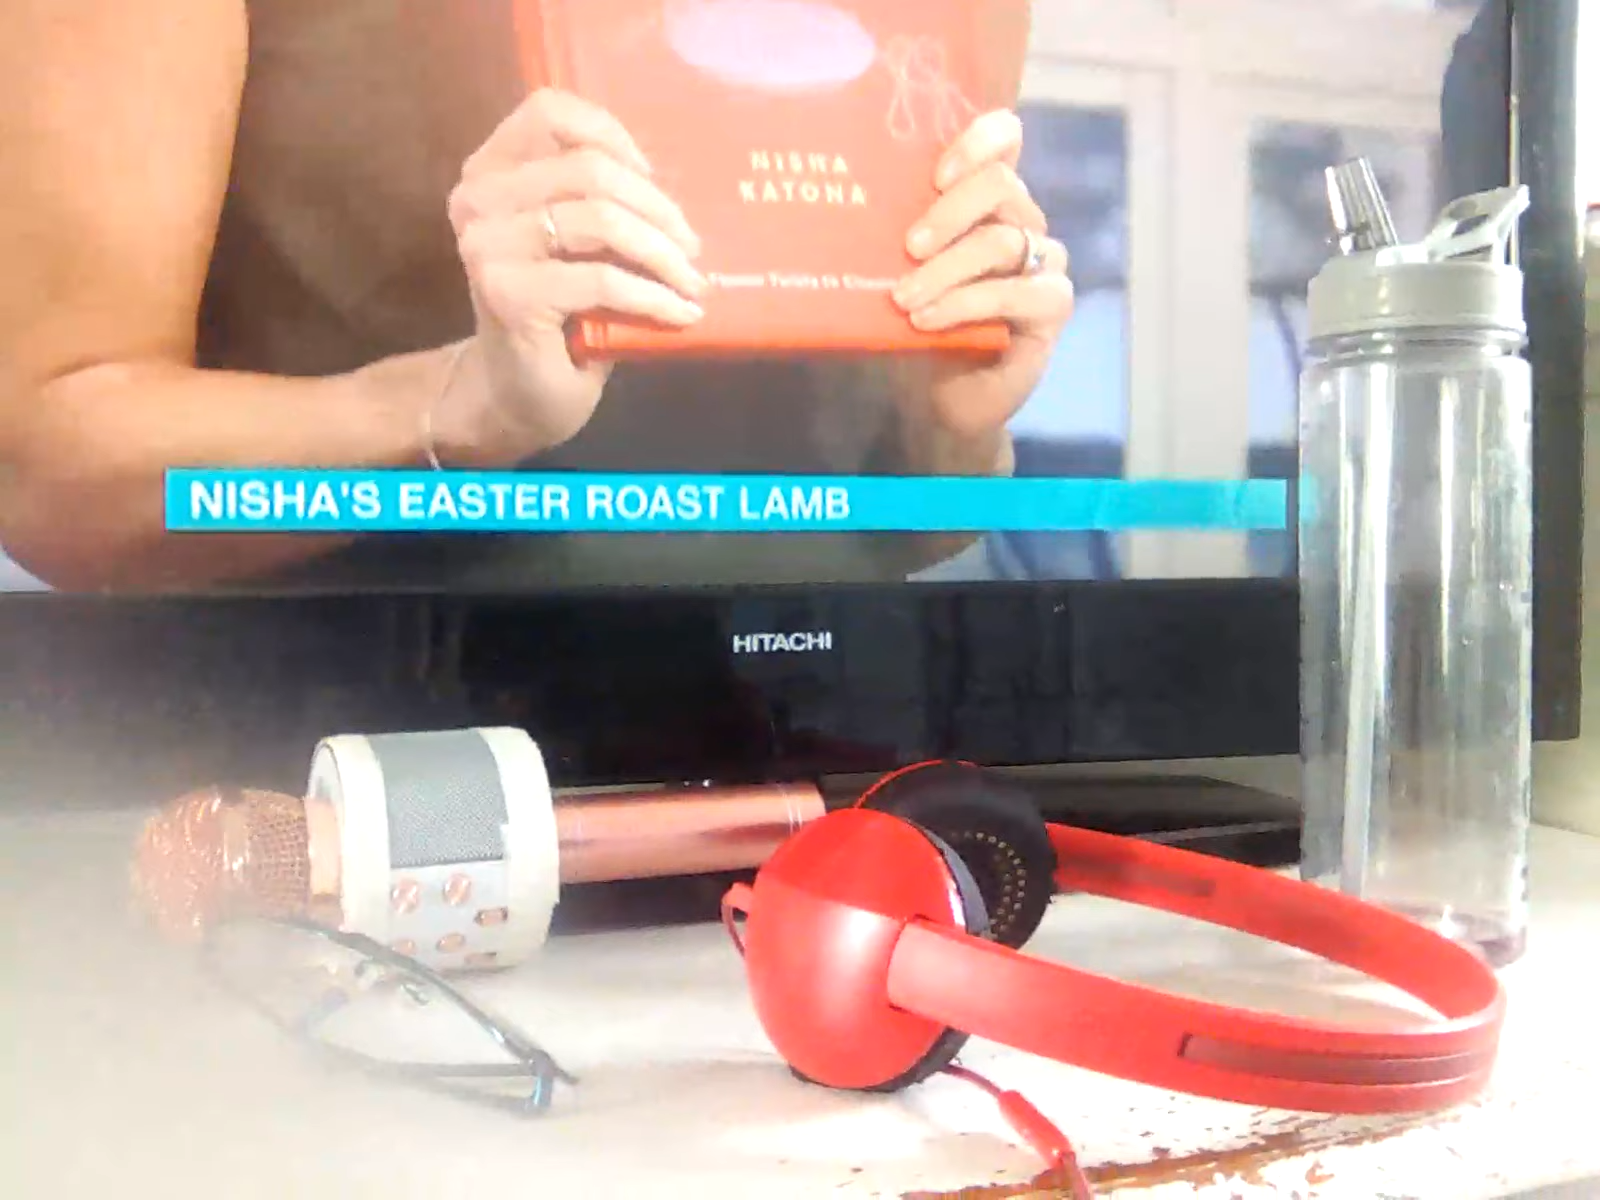 NISHA
KATONA
NISHA'S EASTER ROAST LAMB
HITACHI